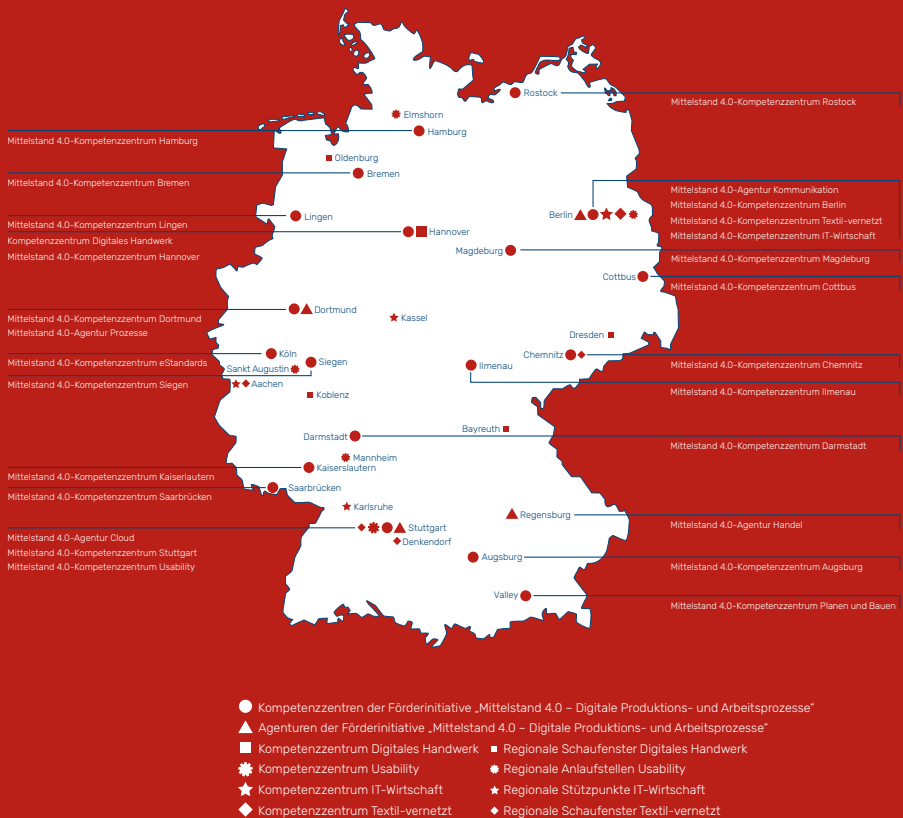 Rostock
Mittelstand 4.0-Kompetenzzentrum Rostock
Elmshorn
Hamburg
Mittelstand 4.0-Kompetenzzentrum Hamburg
Oldenburg
Bremen
Mittelstand 4.0-Kompetenzzentrum Bremen
Mittelstand 4.0-Agentur Kommunikation
Mittelstand 4.0-Kompetenzzentrum Berlin
Mittelstand 4.0-Kompetenzzentrum Textil-vernetzt
Mittelstand 4.0-Kompetenzzentrum IT-Wirtschaft
Berlin
Lingen
Mittelstand 4.0-Kompetenzzentrum Lingen
Hannover
Kompetenzzentrum Digitales Handwerk
Mittelstand 4.0-Kompetenzzentrum Hannover
Magdeburg
Mittelstand 4.0-Kompetenzzentrum Magdeburg
Cottbus
Mittelstand 4.0-Kompetenzzentrum Cottbus
Dortmund
Mittelstand 4.0-Kompetenzzentrum Dortmund
Mittelstand 4.0-Agentur Prozesse
Kassel
Dresden
Köln
Mittelstand 4.0-Kompetenzzentrum eStandards
Siegen
Mittelstand 4.0-Kompetenzzentrum Siegen
Sankt Augustin
Chemnitz
Mittelstand 4.0-Kompetenzzentrum Chemnitz
Ilmenau
Mittelstand 4.0-Kompetenzzentrum Ilmenau
Aachen
Koblenz
Bayreuth
Darmstadt
Mittelstand 4.0-Kompetenzzentrum Darmstadt
Mannheim
Kaiserslautern
Mittelstand 4.0-Kompetenzzentrum Kaiserlautern
Saarbrücken
Mittelstand 4.0-Kompetenzzentrum Saarbrücken
Karlsruhe
Regensburg
Mittelstand 4.0-Agentur Handel
Stuttgart
Denkendorf
Mittelstand 4.0-Agentur Cloud
Mittelstand 4.0-Kompetenzzentrum Stuttgart
Mittelstand 4.0-Kompetenzzentrum Usability
Augsburg
Mittelstand 4.0-Kompetenzzentrum Augsburg
Valley
Mittelstand 4.0-Kompetenzzentrum Planen und Bauen
Kompetenzzentren der Förderinitiative „Mittelstand 4.0 – Digitale Produktions- und Arbeitsprozesse“
Agenturen der Förderinitiative „Mittelstand 4.0 – Digitale Produktions- und Arbeitsprozesse“
Kompetenzzentrum Digitales Handwerk
Regionale Schaufenster Digitales Handwerk
Kompetenzzentrum Usability
Regionale Anlaufstellen Usability
Kompetenzzentrum IT-Wirtschaft
Regionale Stützpunkte IT-Wirtschaft
Kompetenzzentrum Textil-vernetzt
Regionale Schaufenster Textil-vernetzt